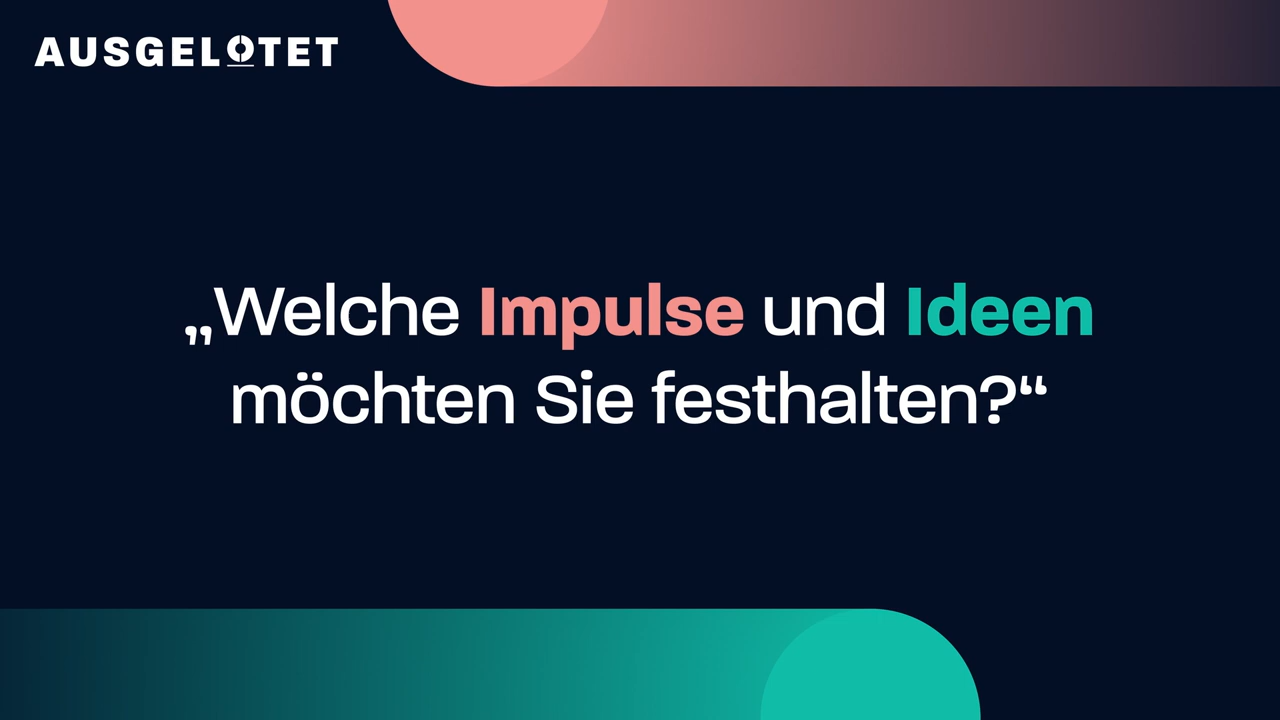 AUSGELOTET
„Welche Impulse und Ideen
möchten Sie festhalten?“